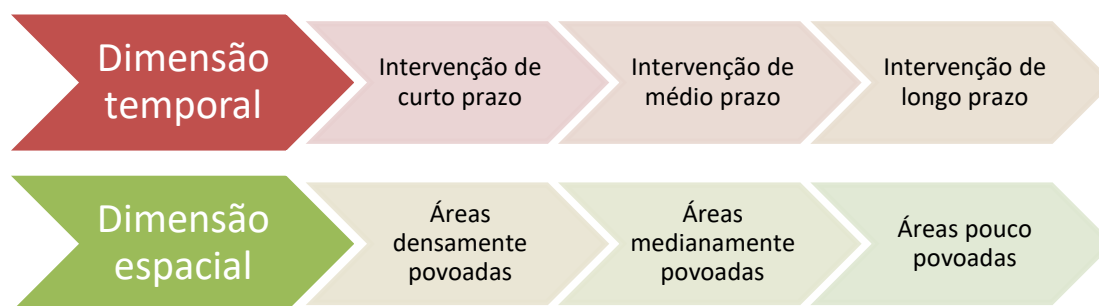 Dimensão
temporal
Intervenção de
curto prazo
Intervenção de
médio prazo
Intervenção de
longo prazo
Dimensão
espacial
Áreas
densamente
povoadas
Áreas
medianamente
povoadas
Áreas pouco
povoadas